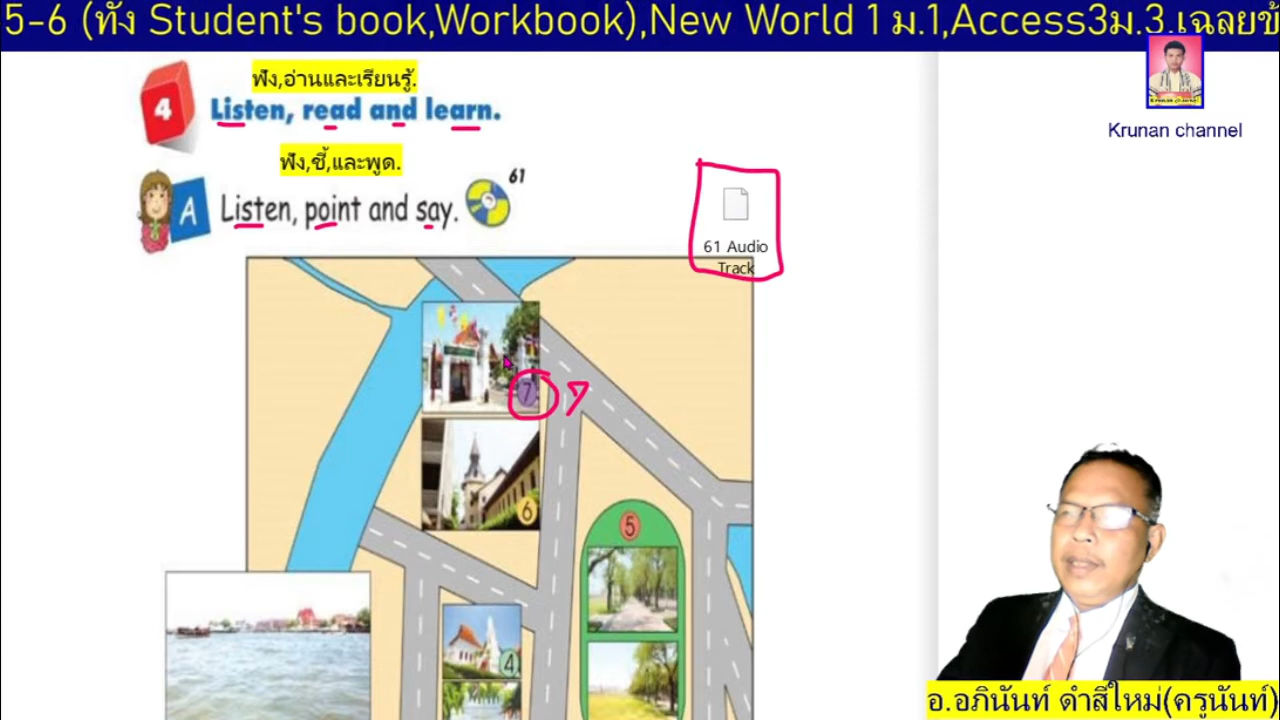 5-6 (ทั้ง Student's book,Workbook),New World 1 ม.1,Access3ม.3,เฉลยข้
ฟัง,อ่านและเรียนรู้.
4 Listen, read and learn.
Krunan channel
ฟัง,ชี้,และพูด.
61
A Listen, point and say.
61 Audio
Track
7 7
6
5
4
อ.อภินันท์ ดำสีใหม่(ครูนันท์)